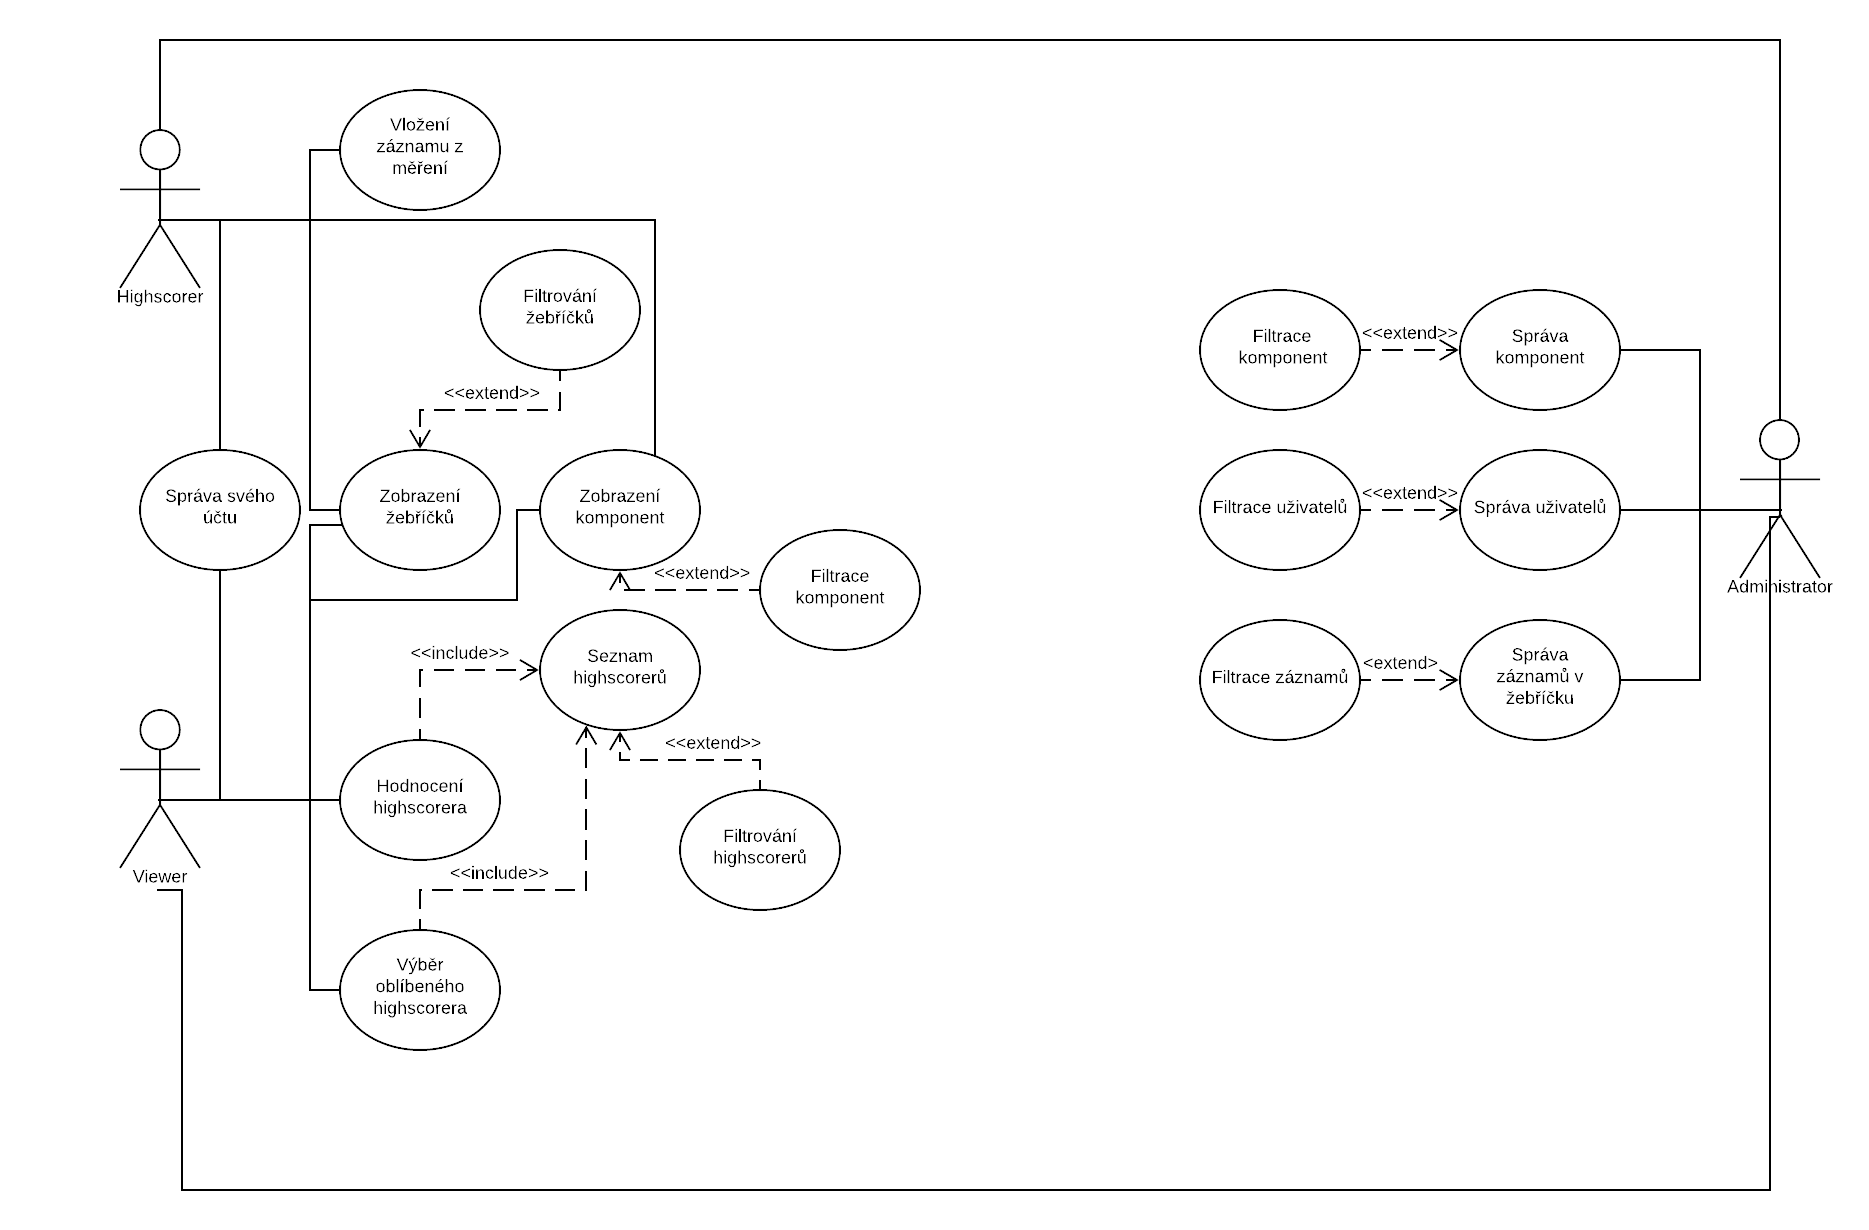 Vložení
záznamu z
měření
Highscorer
Filtrování
žebříčků
<<extend>>
Filtrace
komponent
<<extend>>
Správa
komponent
Správa svého
účtu
Zobrazení
žebříčků
Zobrazení
komponent
Filtrace uživatelů
<<extend>>
Správa uživatelů
<<extend>>
Filtrace
komponent
Administrator
<<include>>
Seznam
highscorerů
Filtrace záznamů
<extend>
Správa
záznamů v
žebříčku
<<extend>>
Hodnocení
highscorera
Filtrování
highscorerů
Viewer
<<include>>
Výběr
oblíbeného
highscorera